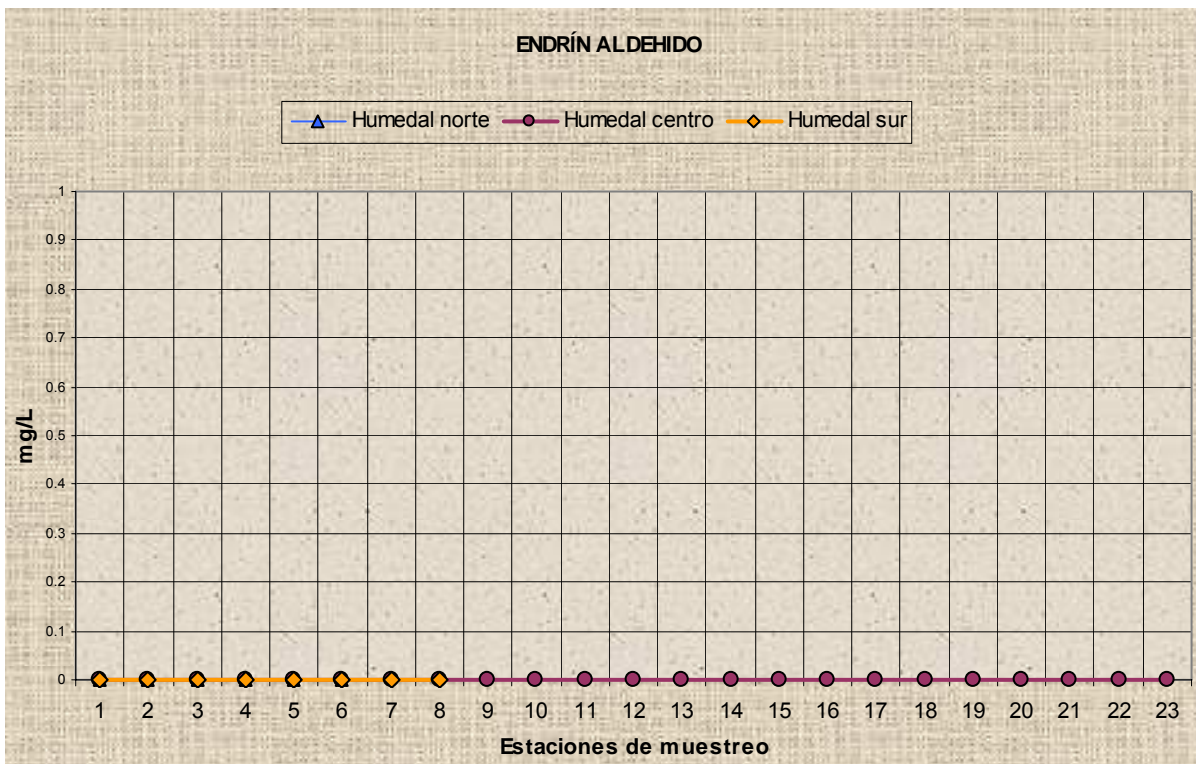 ENDRÍN ALDEHIDO
Humedal norte Humedal centro Humedal sur
1
0.9
0.8
0.7
0.6
0.5
0.4
0.3
0.2
0.1
0
mg/L
1 2 3 4 5 6 7 8 9 10 11 12 13 14 15 16 17 18 19 20 21 22 23
Estaciones de muestreo